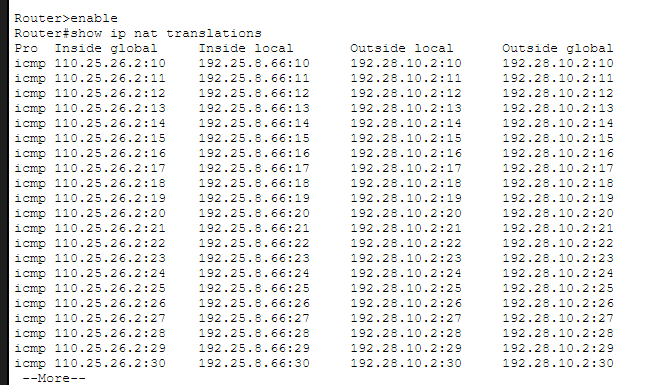 Router>enable
Router#show ip nat translations
Pro  Inside global     Inside local       Outside local      Outside global
icmp 110.25.26.2:10    192.25.8.66:10     192.28.10.2:10     192.28.10.2:10
icmp 110.25.26.2:11    192.25.8.66:11     192.28.10.2:11     192.28.10.2:11
icmp 110.25.26.2:12    192.25.8.66:12     192.28.10.2:12     192.28.10.2:12
icmp 110.25.26.2:13    192.25.8.66:13     192.28.10.2:13     192.28.10.2:13
icmp 110.25.26.2:14    192.25.8.66:14     192.28.10.2:14     192.28.10.2:14
icmp 110.25.26.2:15    192.25.8.66:15     192.28.10.2:15     192.28.10.2:15
icmp 110.25.26.2:16    192.25.8.66:16     192.28.10.2:16     192.28.10.2:16
icmp 110.25.26.2:17    192.25.8.66:17     192.28.10.2:17     192.28.10.2:17
icmp 110.25.26.2:18    192.25.8.66:18     192.28.10.2:18     192.28.10.2:18
icmp 110.25.26.2:19    192.25.8.66:19     192.28.10.2:19     192.28.10.2:19
icmp 110.25.26.2:20    192.25.8.66:20     192.28.10.2:20     192.28.10.2:20
icmp 110.25.26.2:21    192.25.8.66:21     192.28.10.2:21     192.28.10.2:21
icmp 110.25.26.2:22    192.25.8.66:22     192.28.10.2:22     192.28.10.2:22
icmp 110.25.26.2:23    192.25.8.66:23     192.28.10.2:23     192.28.10.2:23
icmp 110.25.26.2:24    192.25.8.66:24     192.28.10.2:24     192.28.10.2:24
icmp 110.25.26.2:25    192.25.8.66:25     192.28.10.2:25     192.28.10.2:25
icmp 110.25.26.2:26    192.25.8.66:26     192.28.10.2:26     192.28.10.2:26
icmp 110.25.26.2:27    192.25.8.66:27     192.28.10.2:27     192.28.10.2:27
icmp 110.25.26.2:28    192.25.8.66:28     192.28.10.2:28     192.28.10.2:28
icmp 110.25.26.2:29    192.25.8.66:29     192.28.10.2:29     192.28.10.2:29
icmp 110.25.26.2:30    192.25.8.66:30     192.28.10.2:30     192.28.10.2:30
 --More--